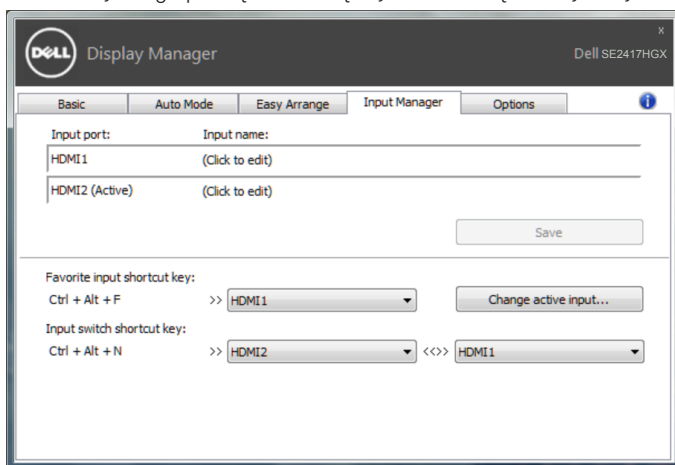 x
DELL Display Manager Dell SE2417HGX
Basic Auto Mode Easy Arrange Input Manager Options i
Input port: Input name:
HDMI1 (Click to edit)
HDMI2 (Active) (Click to edit)
Save
Favorite input shortcut key:
Ctrl + Alt + F >> HDMI1 Change active input...
Input switch shortcut key:
Ctrl + Alt + N >> HDMI2 <<>> HDMI1